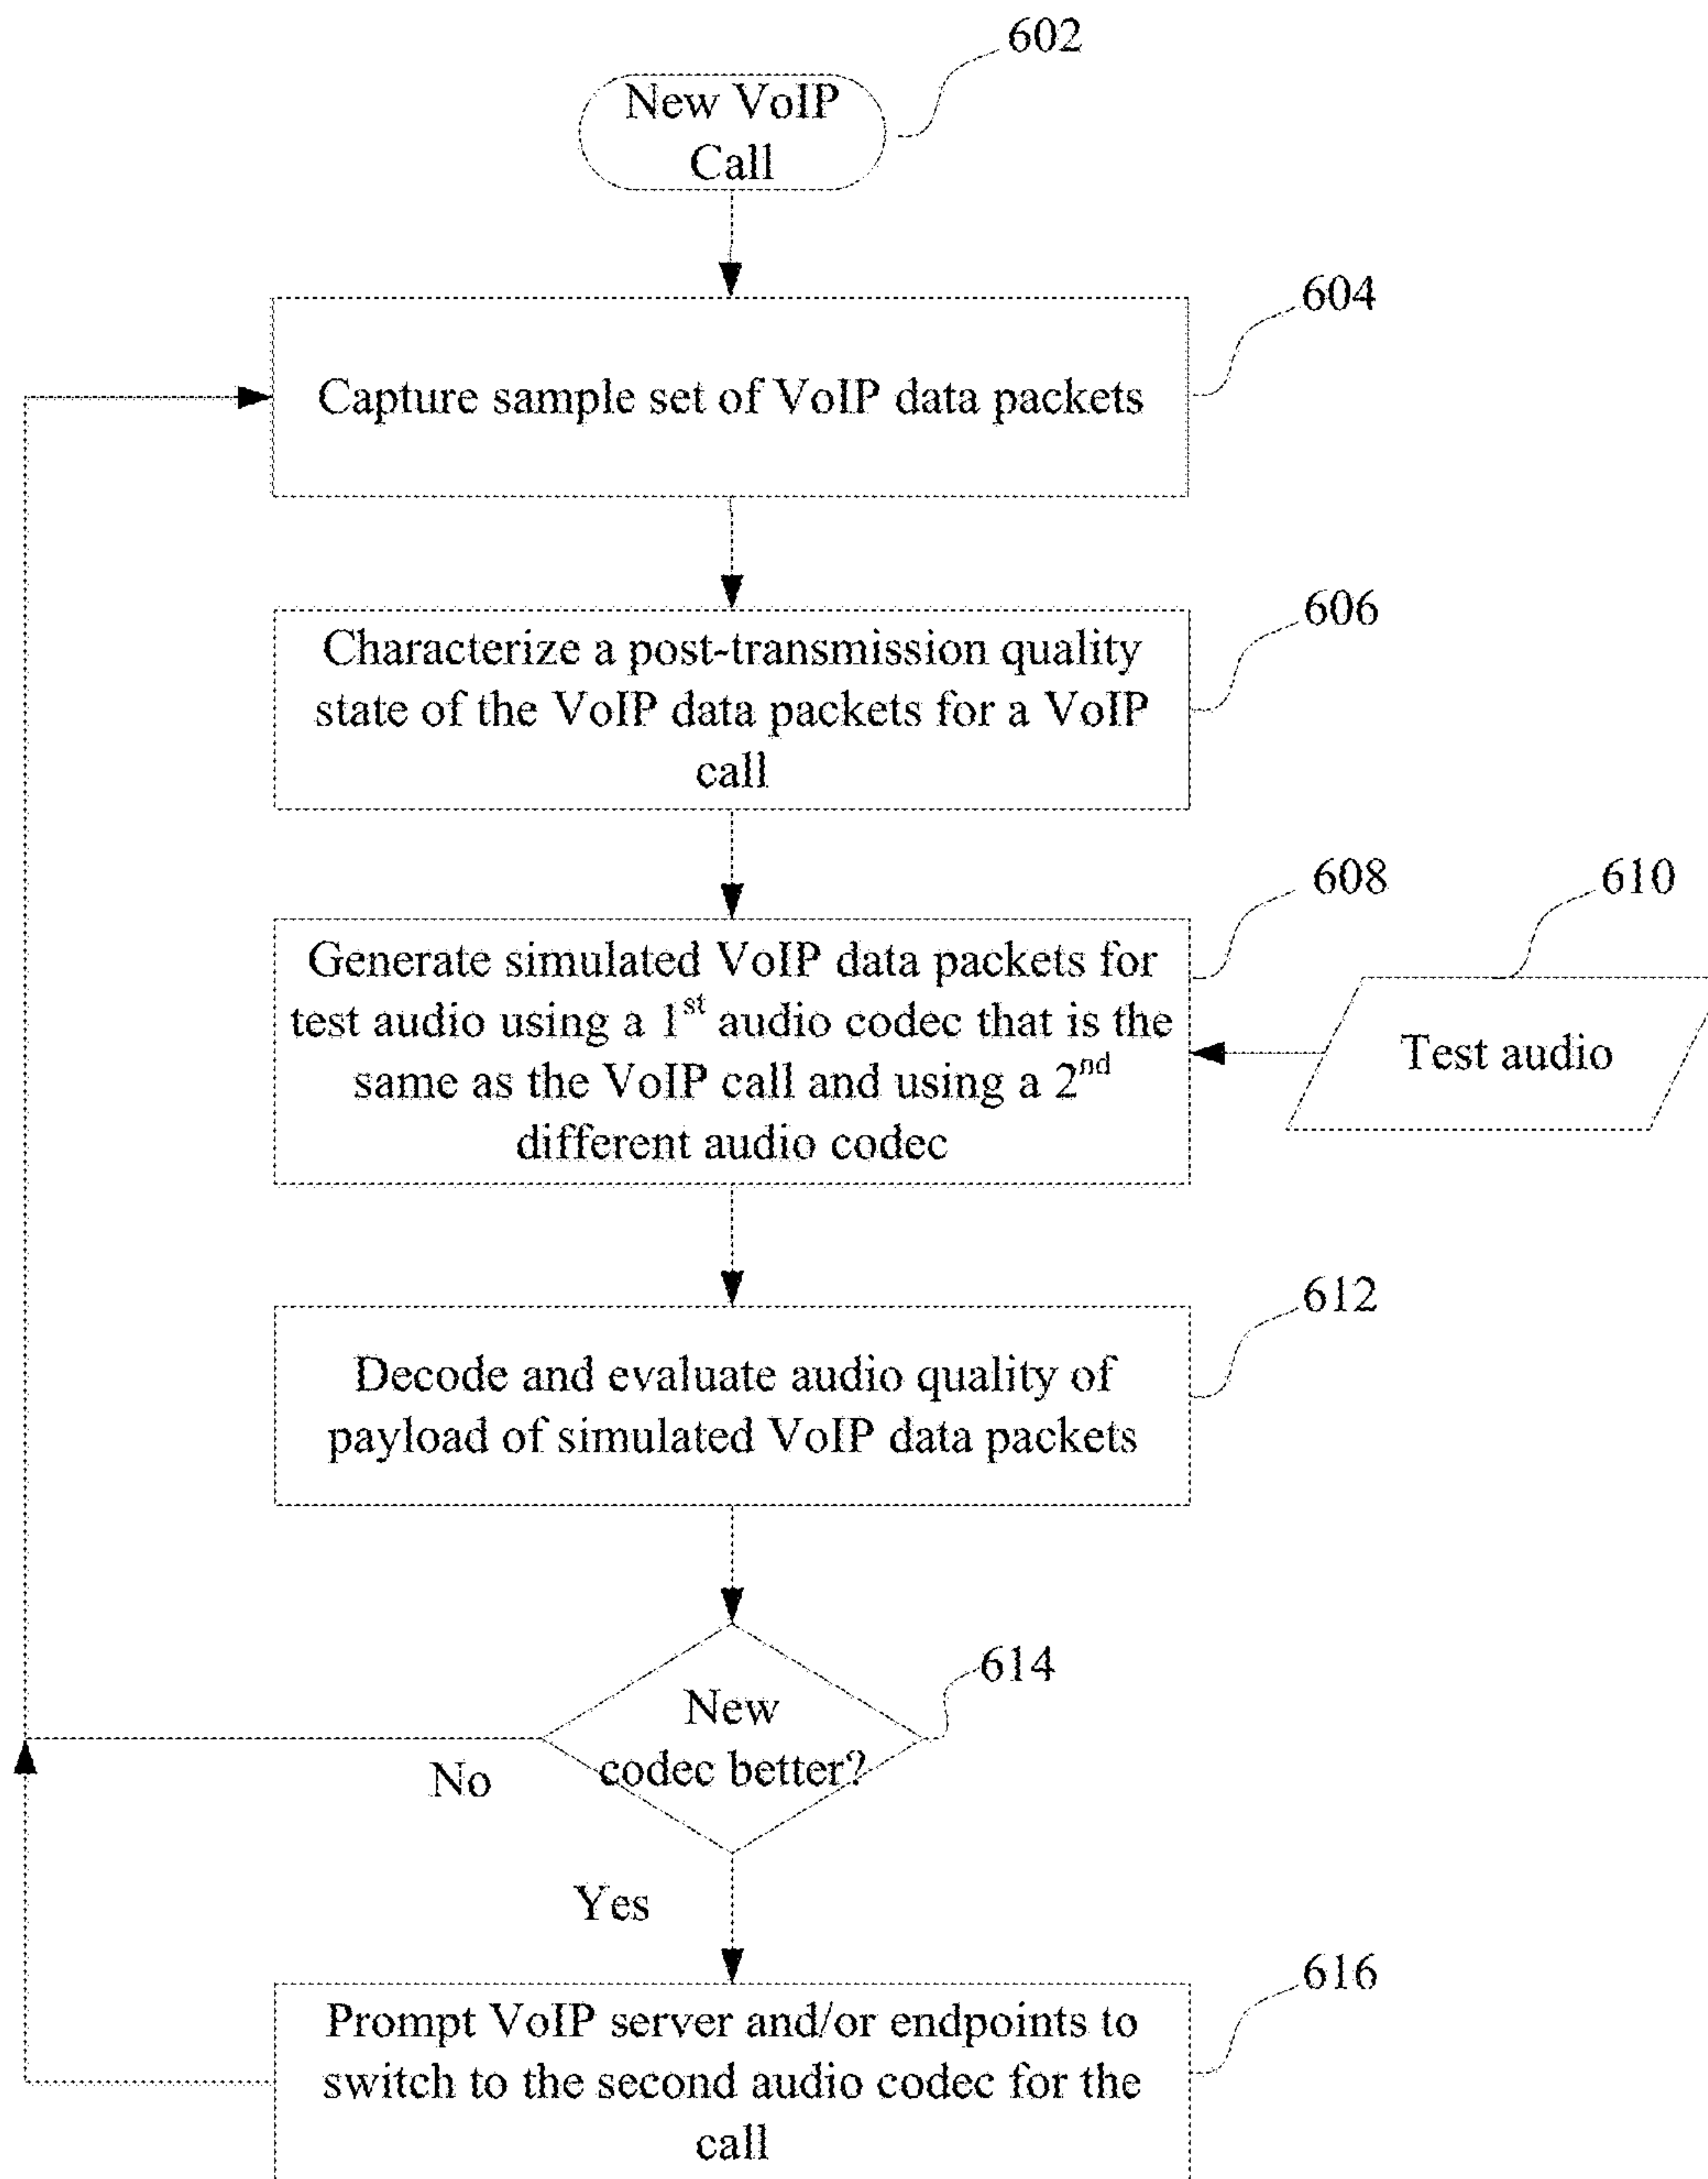 602
New VoIP
Call
604
Capture sample set of VoIP data packets
606
Characterize a post-transmission quality
state of the VoIP data packets for a VoIP
call
608
610
Generate simulated VoIP data packets for
test audio using a 1st audio codec that is the
same as the VoIP call and using a 2nd
different audio codec
Test audio
612
Decode and evaluate audio quality of
payload of simulated VoIP data packets
614
New
codec better?
No
Yes
616
Prompt VoIP server and/or endpoints to
switch to the second audio codec for the
call